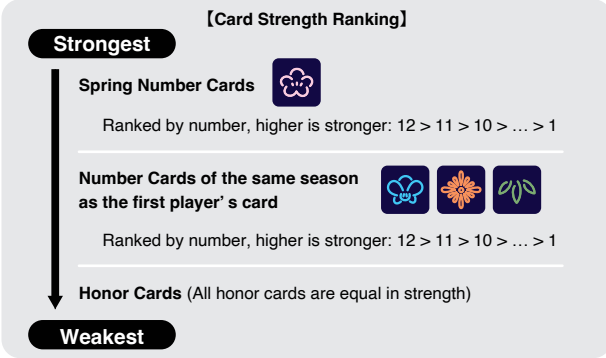 【Card Strength Ranking】
Strongest
Spring Number Cards
Ranked by number, higher is stronger: 12 > 11 > 10 > … > 1
Number Cards of the same season
as the first player’ s card
Ranked by number, higher is stronger: 12 > 11 > 10 > … > 1
Honor Cards (All honor cards are equal in strength)
Weakest